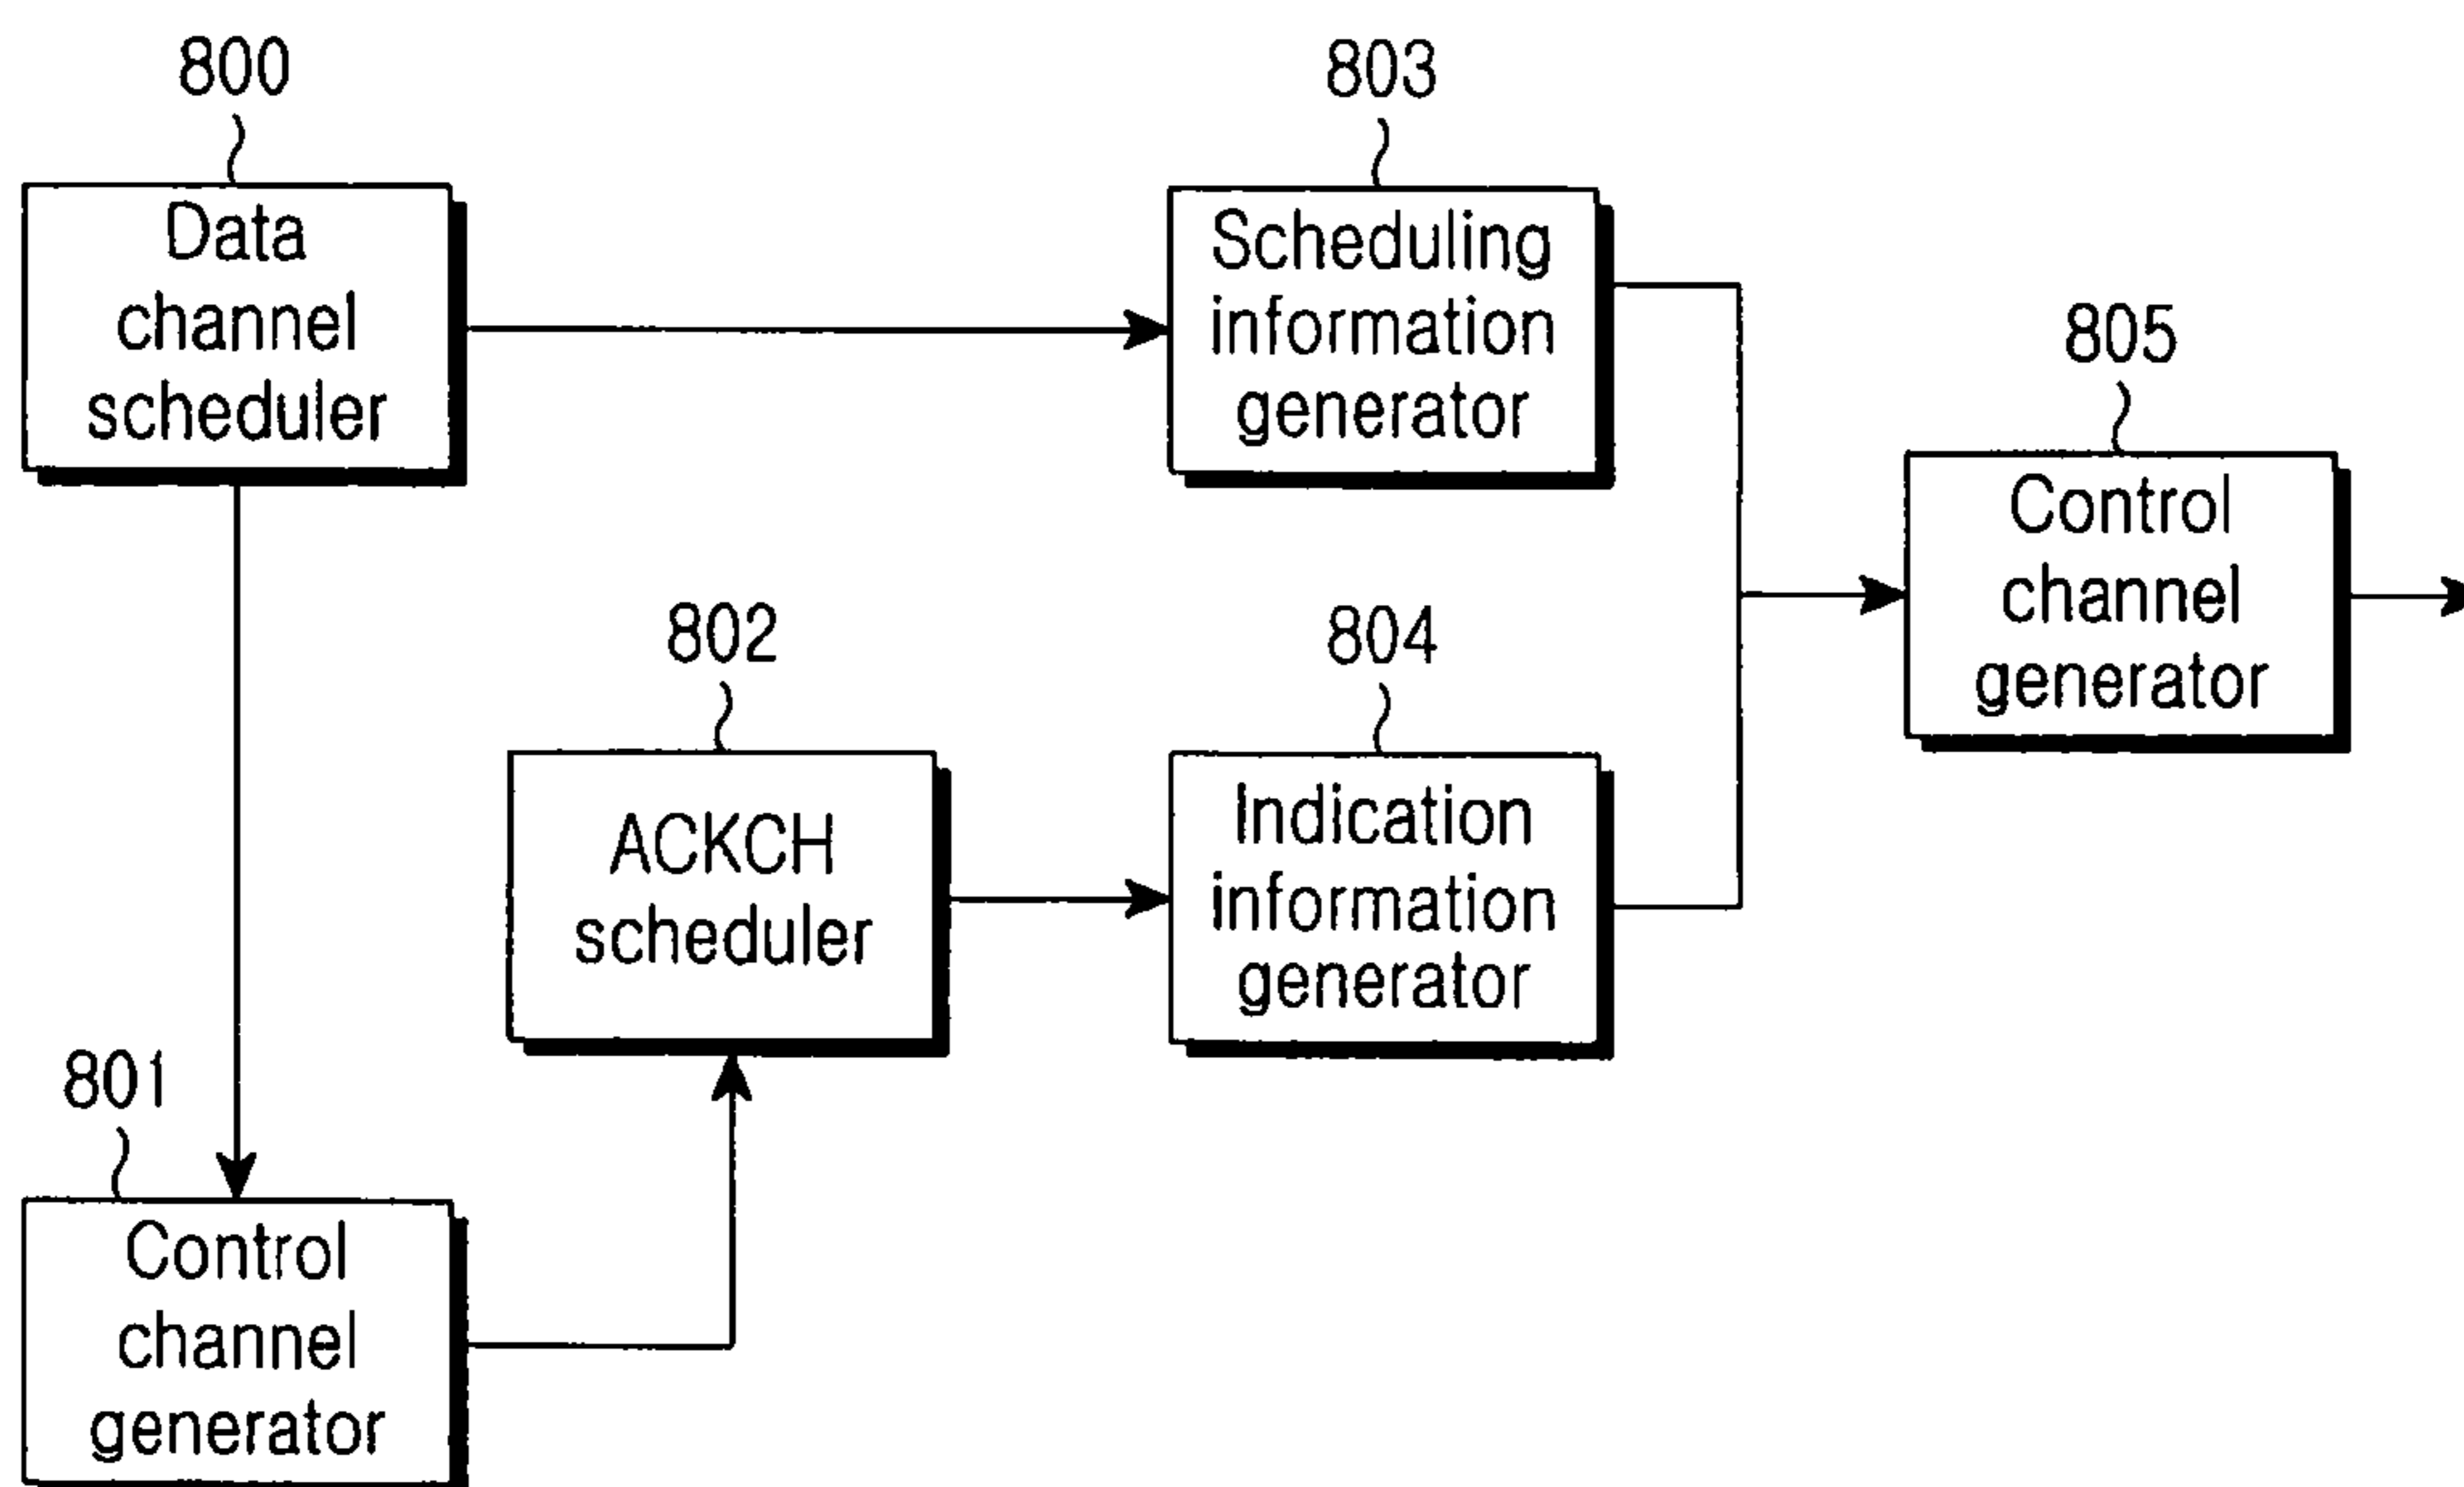 800
Data
channel
scheduler
803
Scheduling
information
generator
805
Control
channel
generator
802
ACKCH
scheduler
804
Indication
information
generator
801
Control
channel
generator